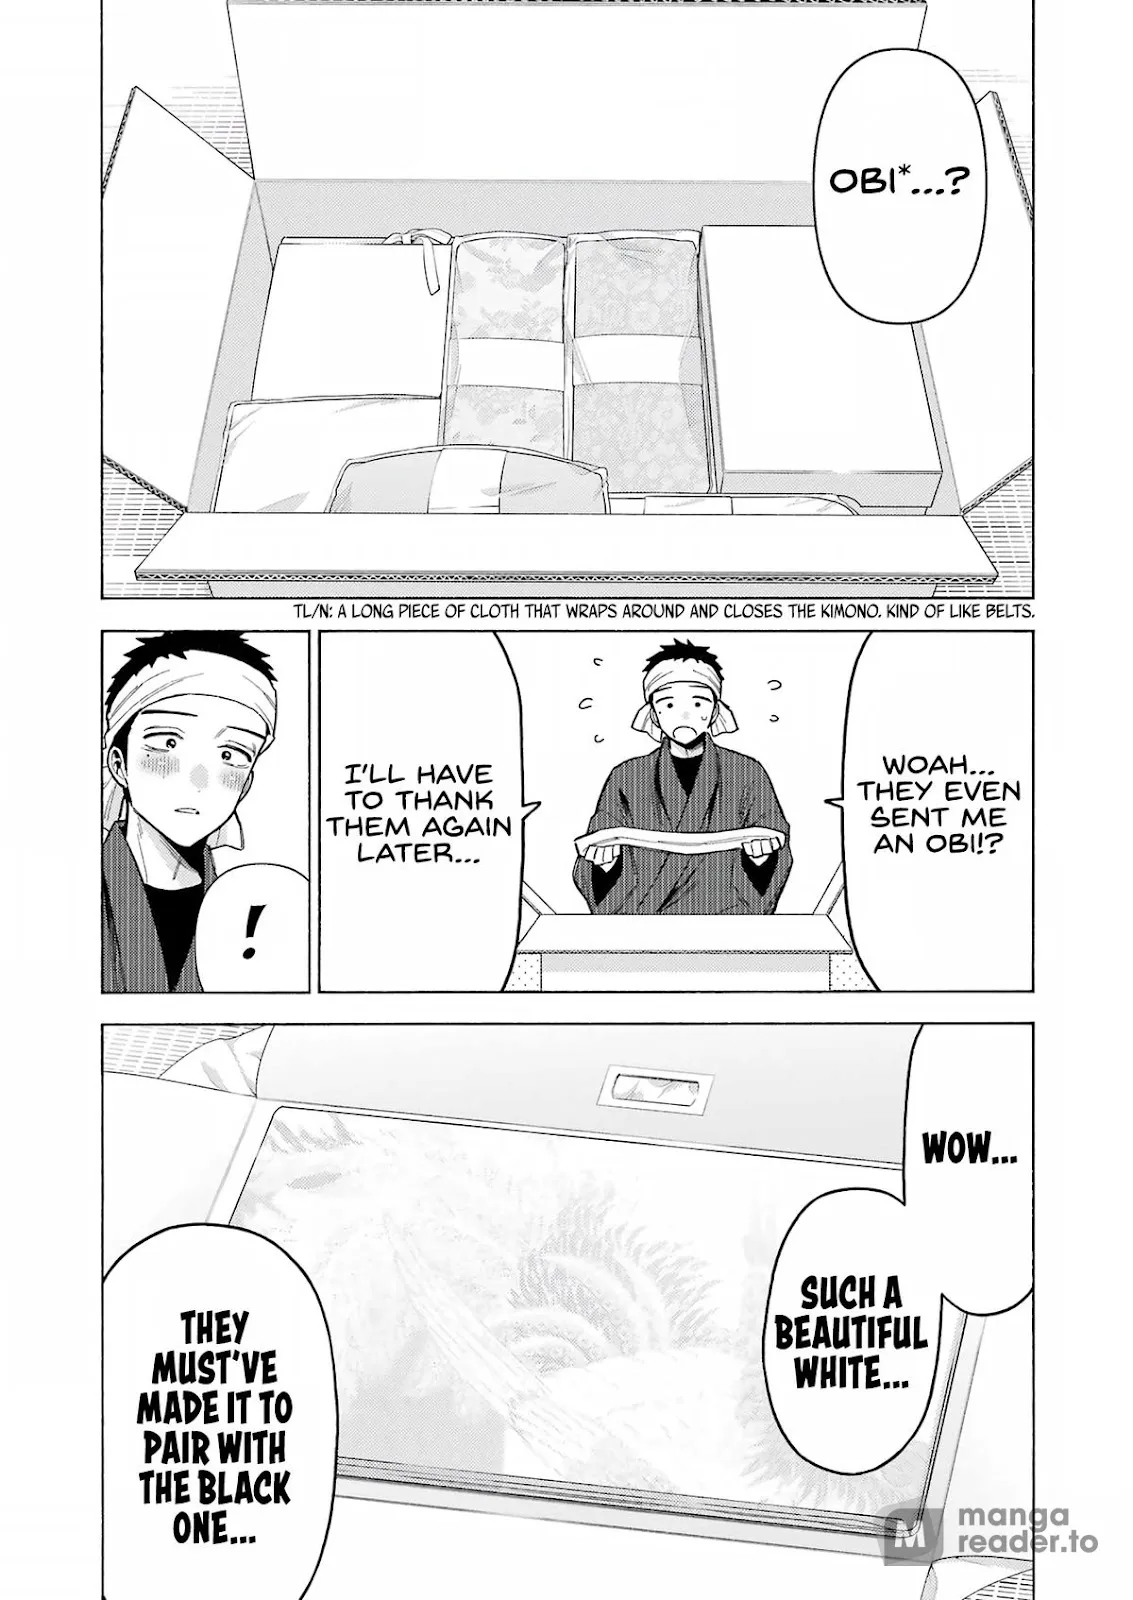 OBI*...?
TL/N: A LONG PIECE OF CLOTH THAT WRAPS AROUND AND CLOSES THE KIMONO. KIND OF LIKE BELTS.
WOAH...
THEY EVEN
SENT ME
AN OBI!?
I'LL HAVE
TO THANK
THEM AGAIN
LATER...
!
WOW...
SUCH A
BEAUTIFUL
WHITE...
THEY
MUST'VE
MADE IT TO
PAIR WITH
THE BLACK
ONE...
M manga
reader.to